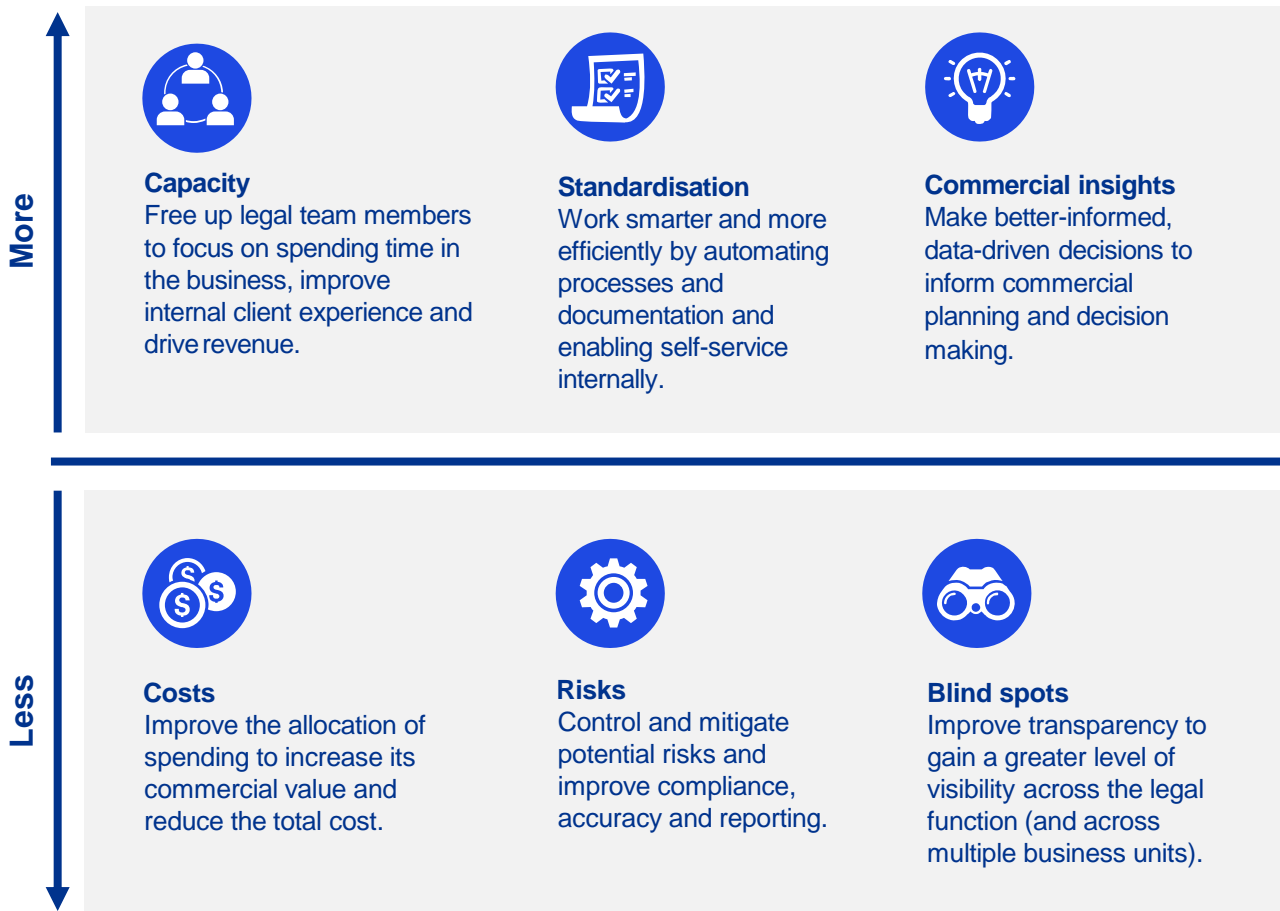 More
Capacity
Free up legal team members
to focus on spending time in
the business, improve
internal client experience and
drive revenue.
Standardisation
Work smarter and more
efficiently by automating
processes and
documentation and
enabling self-service
internally.
Commercial insights
Make better-informed,
data-driven decisions to
inform commercial
planning and decision
making.
Less
$
$
$
Costs
Improve the allocation of
spending to increase its
commercial value and
reduce the total cost.
Risks
Control and mitigate
potential risks and
improve compliance,
accuracy and reporting.
Blind spots
Improve transparency to
gain a greater level of
visibility across the legal
function (and across
multiple business units).